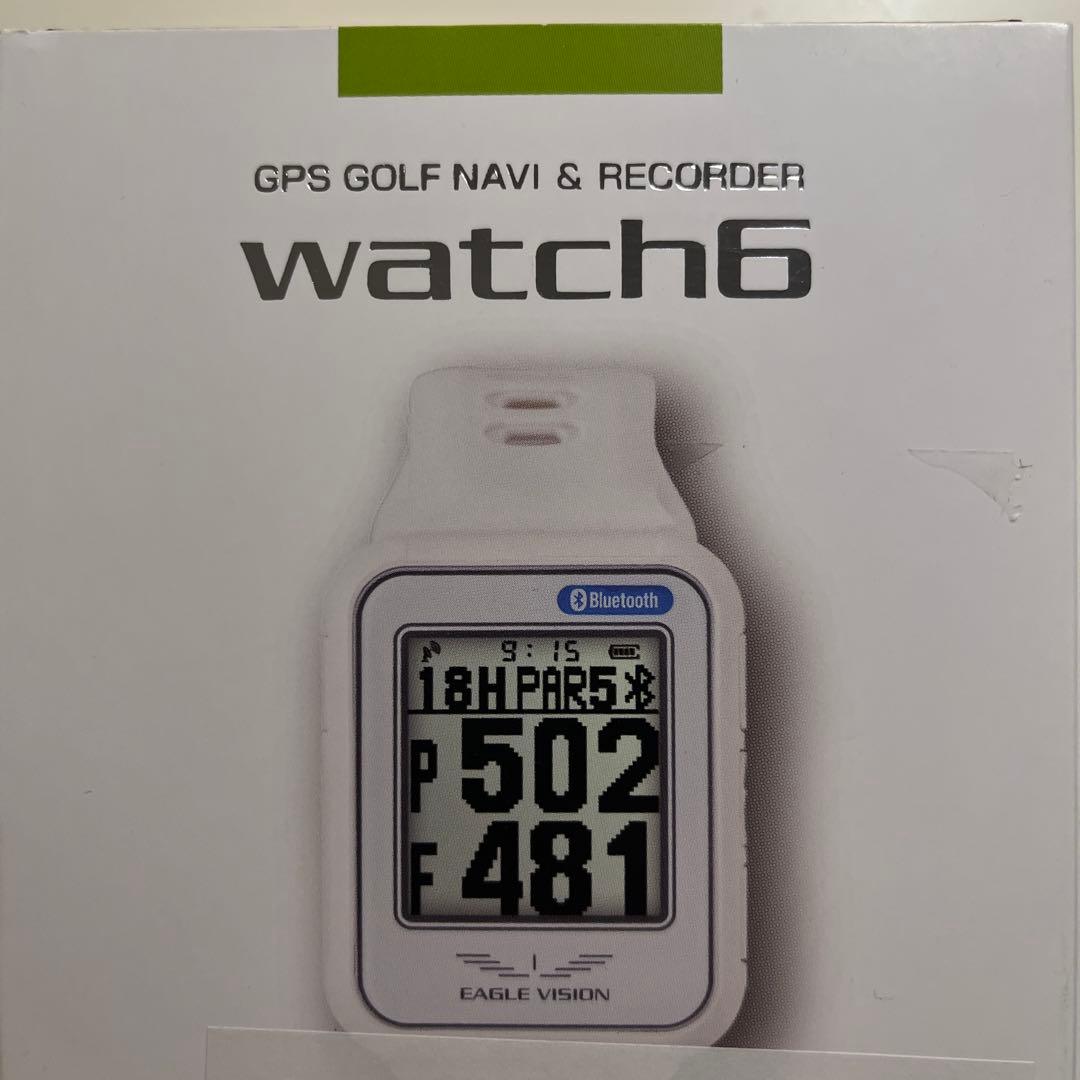 GPS GOLF NAVI & RECORDER
watch6
Bluetooth
9:15
18H PAR5
P 502
F 481
EAGLE VISION